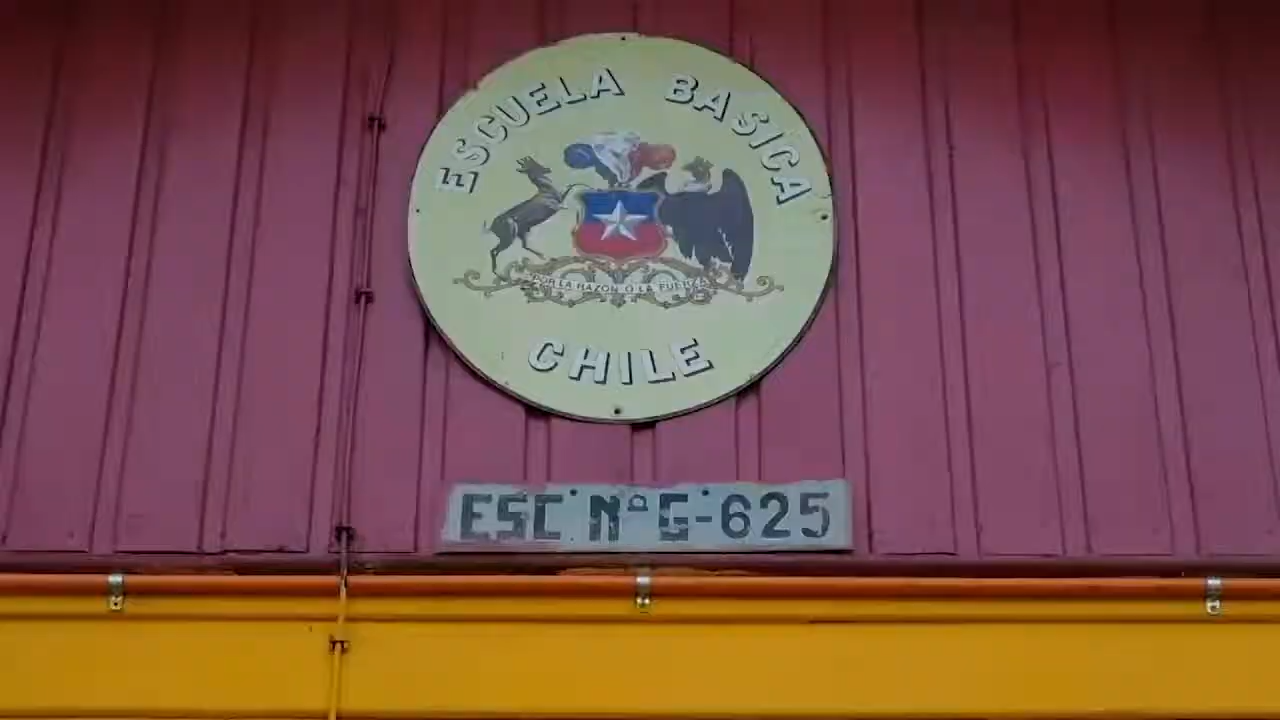 ESCUELA BASICA
POR LA RAZON O LA FUERZA
CHILE
ESC Nº G-625